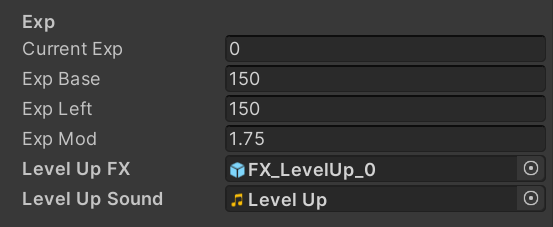 Exp
Current Exp 0
Exp Base 150
Exp Left 150
Exp Mod 1.75
Level Up FX FX_LevelUp_0
Level Up Sound Level Up